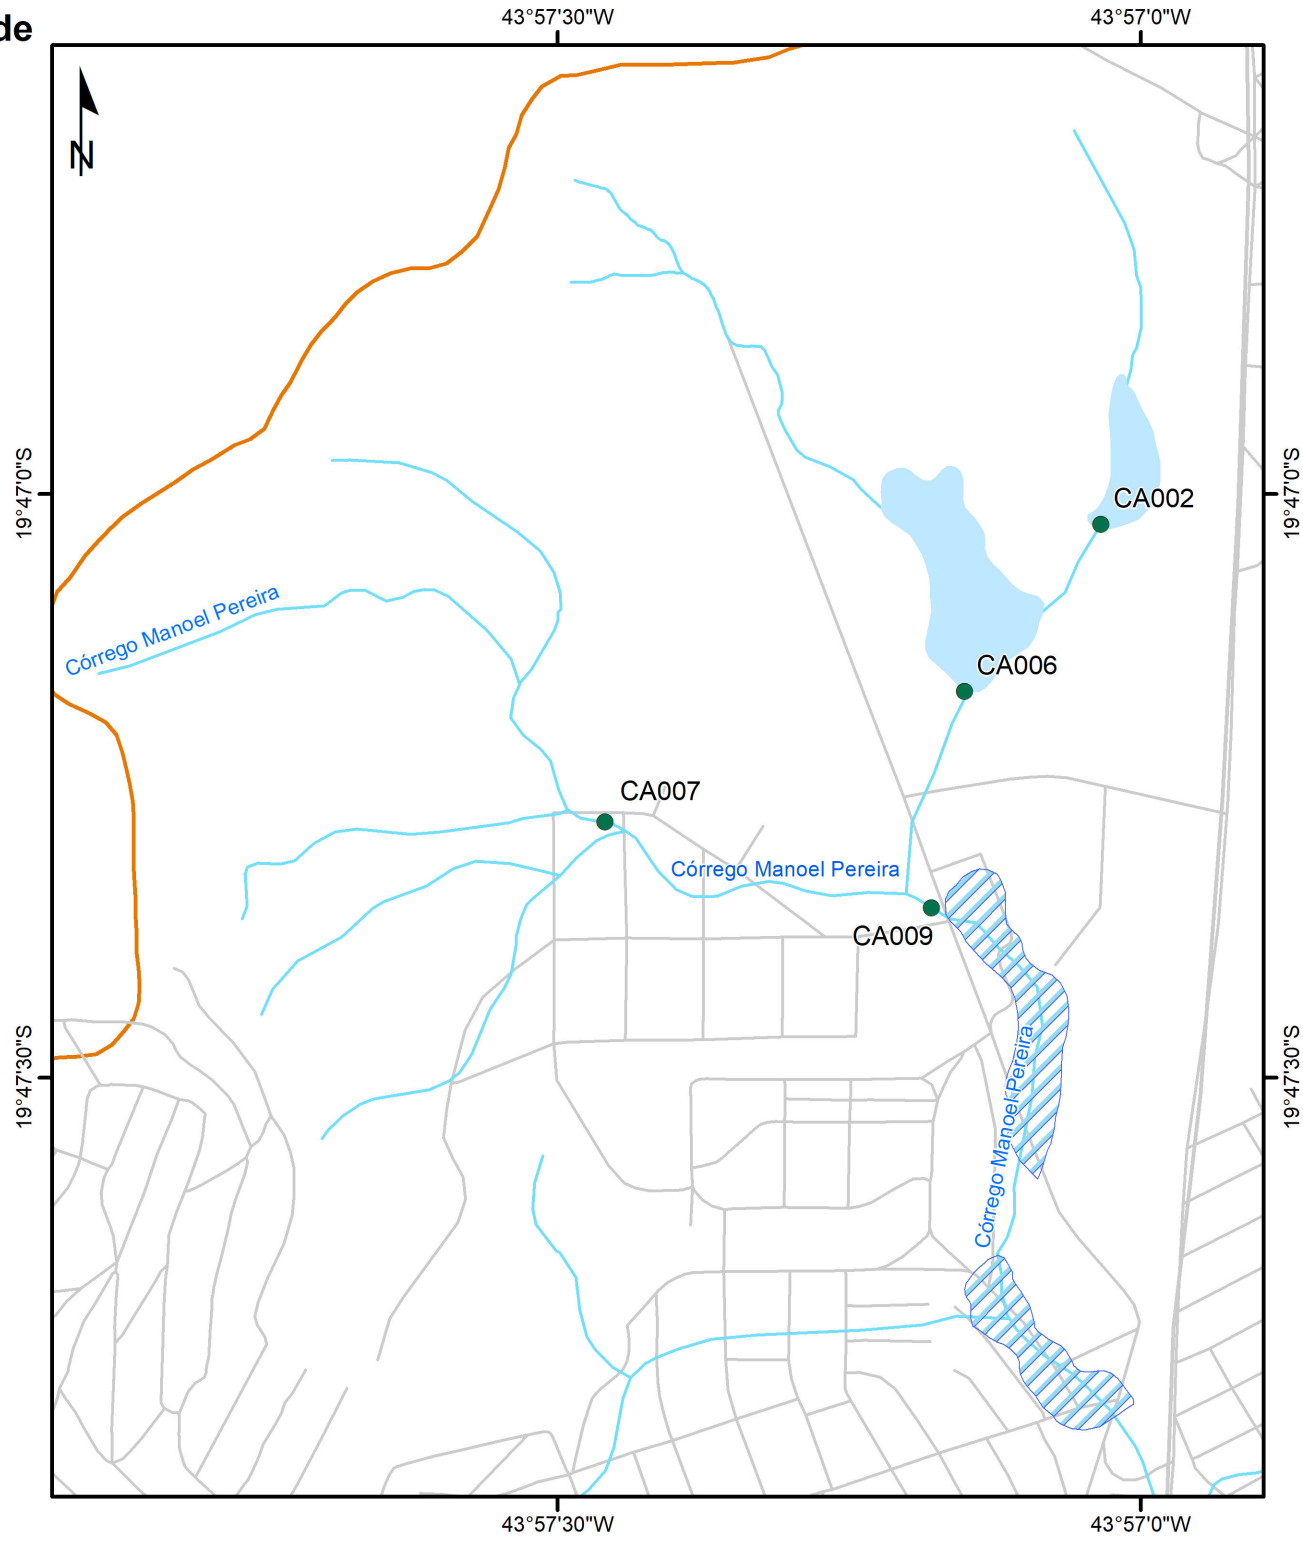 de
43°57'30"W
43°57'0"W
N
19°47'0"S
19°47'0"S
CA002
Córrego Manoel Pereira
CA006
CA007
Córrego Manoel Pereira
CA009
19°47'30"S
19°47'30"S
Córrego Manoel Pereira
43°57'30"W
43°57'0"W